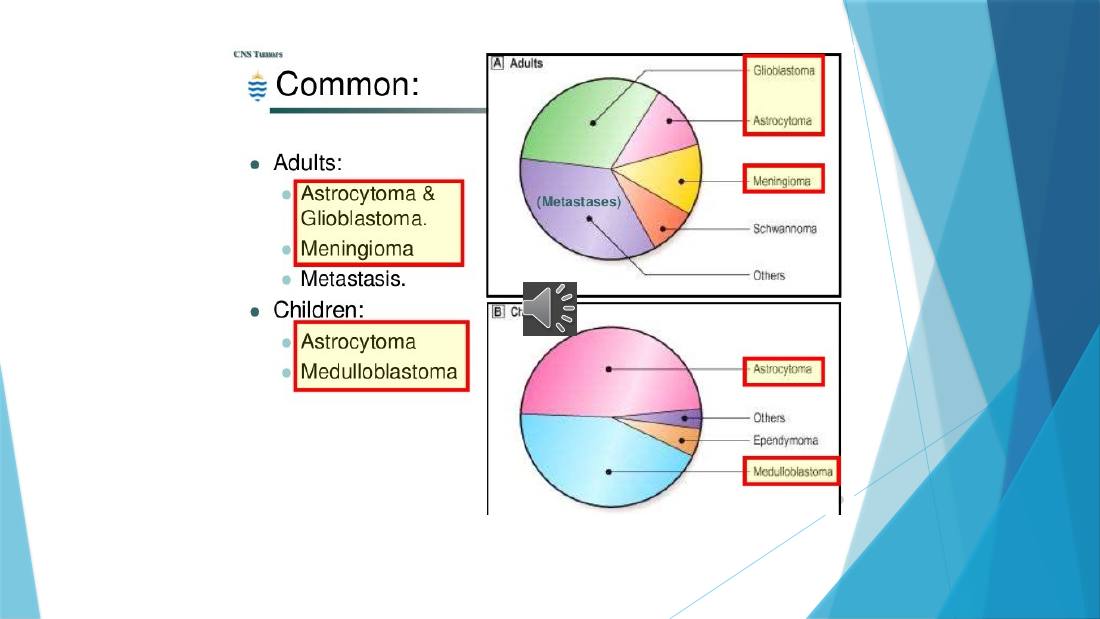 CNS Tumors
Common:
Adults:
Astrocytoma &
Glioblastoma.
Meningioma
Metastasis.
Children:
Astrocytoma
Medulloblastoma
A Adults
Glioblastoma
Astrocytoma
Meningioma
(Metastases)
Schwannoma
Others
B
Astrocytoma
Others
Ependymoma
Medulloblastoma